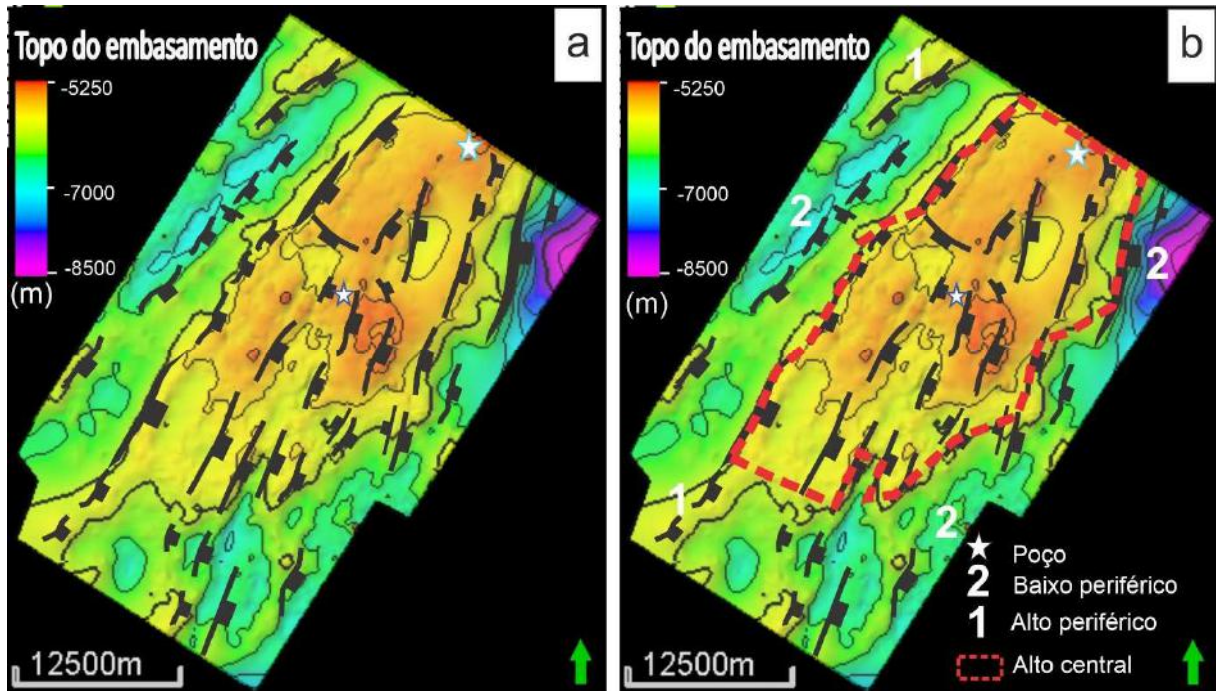 a
Topo do embasamento
-5250
-7000
-8500
(m)
12500m
b
Topo do embasamento
-5250
-7000
-8500
(m)
1
2
2
1
2
Poço
2 Baixo periférico
1 Alto periférico
Alto central
12500m